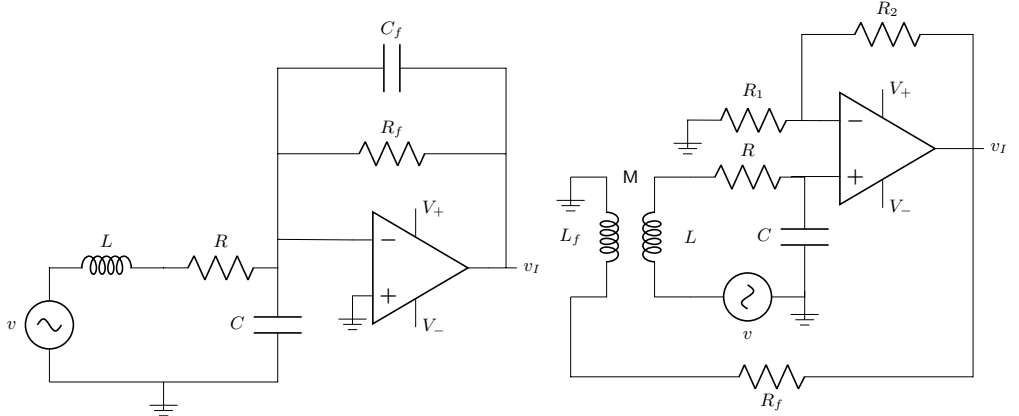 C_f
R_f
V_+
−
L
R
v_I
+
v
C
V_−
R_2
R_1
V_+
−
R
v_I
M
+
V_−
L_f
L
C
v
R_f